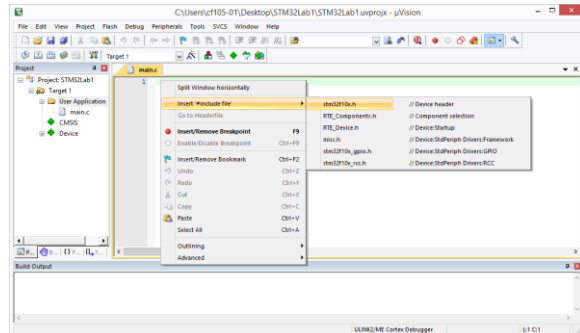 C:\Users\cf105-01\Desktop\STM32Lab1\STM32Lab1.uvprojx - µVision
File Edit View Project Flash Debug Peripherals Tools SVCS Window Help
Target 1
Project
main.c
Project: STM32Lab1
Target 1
User Application
main.c
CMSIS
Device
1
Split Window horizontally
Insert '#include file'
Go to Headerfile
Insert/Remove Breakpoint F9
Enable/Disable Breakpoint Ctrl+F9
Insert/Remove Bookmark Ctrl+F2
Undo Ctrl+Z
Redo Ctrl+Y
Cut Ctrl+X
Copy Ctrl+C
Paste Ctrl+V
Select All Ctrl+A
Outlining
Advanced
stm32f10x.h // Device header
RTE_Components.h // Component selection
RTE_Device.h // Device:Startup
misc.h // Device:StdPeriph Drivers:Framework
stm32f10x_gpio.h // Device:StdPeriph Drivers:GPIO
stm32f10x_rcc.h // Device:StdPeriph Drivers:RCC
Build Output
ULINK2/ME Cortex Debugger
L:1 C:1